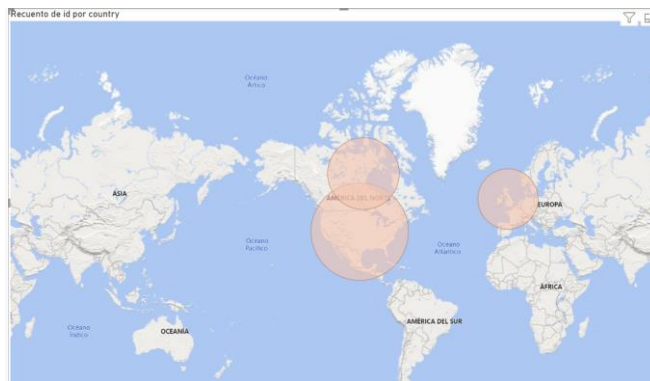 Recuento de id por country
Océano
Ártico
ASIA
AMÉRICA DEL NORTE
EUROPA
Océano
Pacífico
Océano
Atlántico
ÁFRICA
Océano
Índico
OCEANÍA
AMÉRICA DEL SUR